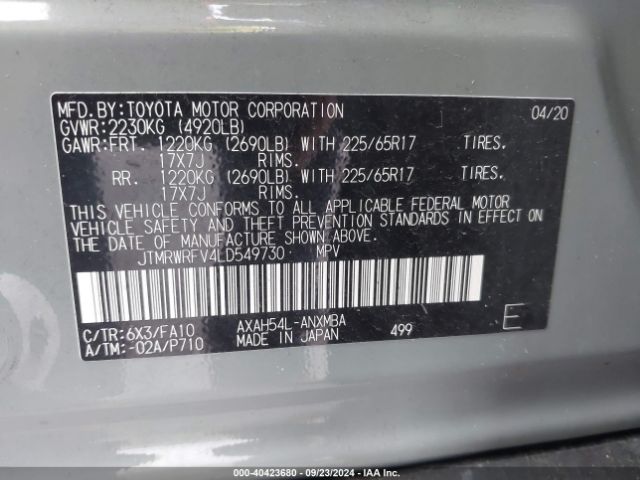 MFD.BY:TOYOTA MOTOR CORPORATION 04/20
GVWR:2230KG (4920LB)
GAWR:FRT. 1220KG (2690LB) WITH 225/65R17 TIRES.
17X7J RIMS.
RR. 1220KG (2690LB) WITH 225/65R17 TIRES.
17X7J RIMS.
THIS VEHICLE CONFORMS TO ALL APPLICABLE FEDERAL MOTOR
VEHICLE SAFETY AND THEFT PREVENTION STANDARDS IN EFFECT ON
THE DATE OF MANUFACTURE SHOWN ABOVE.
JTMRWRFV4LD549730 MPV
C/TR:6X3/FA10 AXAH54L-ANXMBA 499 E
A/TM:-02A/P710 MADE IN JAPAN
000-40423680 - 09/23/2024 - IAA